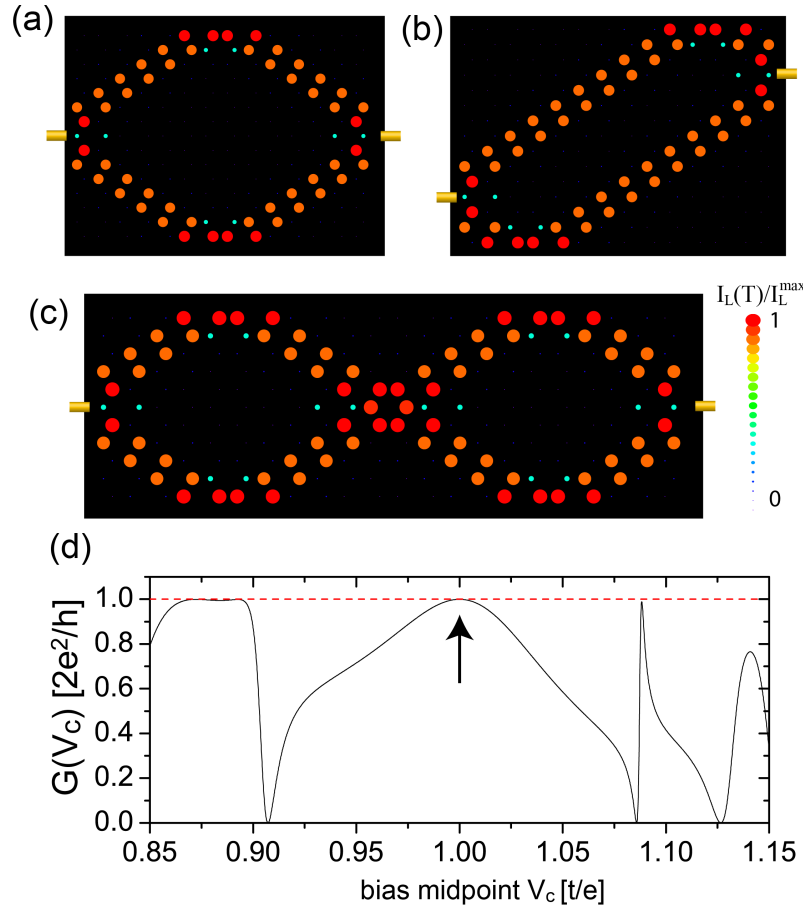 (a)
(b)
(c)
I_L(T)/I_L^max
1
0
(d)
G(Vc) [2e²/h]
1.0
0.8
0.6
0.4
0.2
0.0
0.85 0.90 0.95 1.00 1.05 1.10 1.15
bias midpoint V_c [t/e]